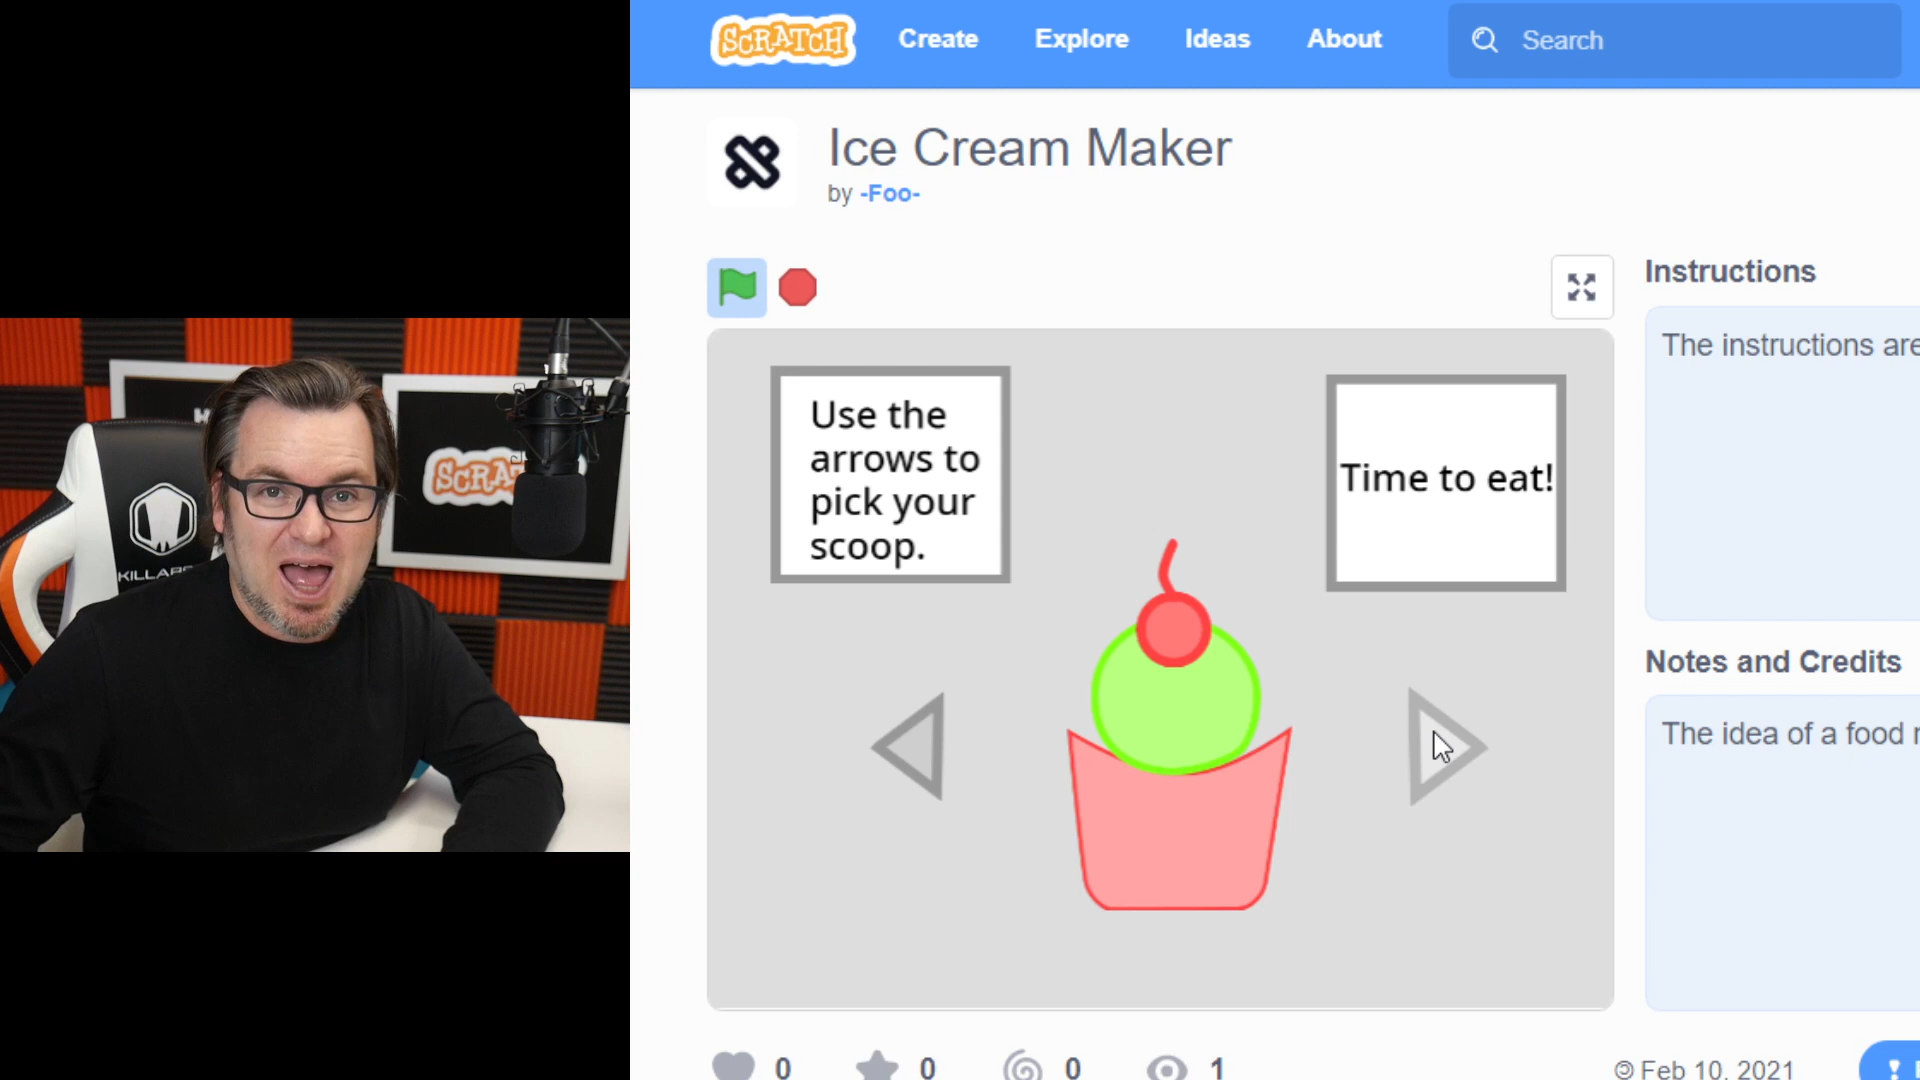 SCRATCH
Create
Explore
Ideas
About
Search
Ice Cream Maker
by -Foo-
Instructions
The instructions are
Use the
arrows to
pick your
scoop.
Time to eat!
Notes and Credits
The idea of a food
0
0
0
1
© Feb 10, 2021
SCRA
KILLAB